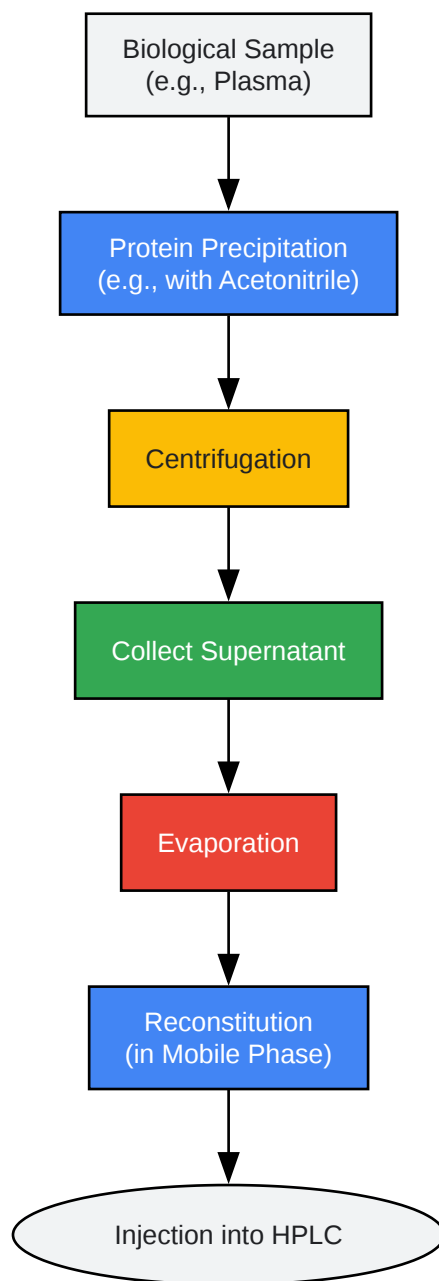 Biological Sample
(e.g., Plasma)
Protein Precipitation
(e.g., with Acetonitrile)
Centrifugation
Collect Supernatant
Evaporation
Reconstitution
(in Mobile Phase)
Injection into HPLC